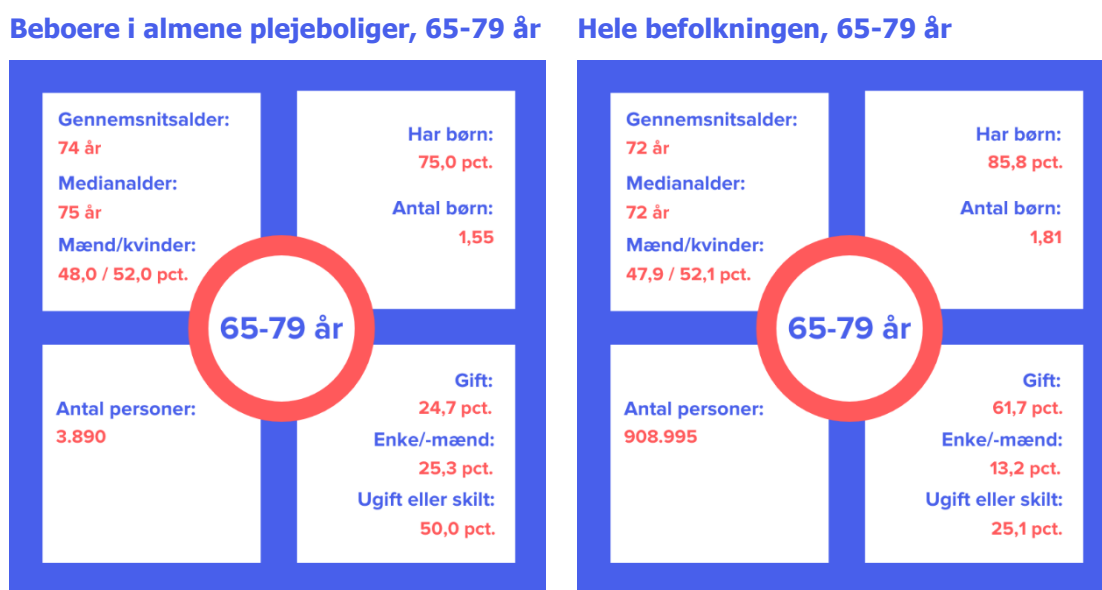 Beboere i almene plejeboliger, 65-79 år
Gennemsnitsalder:
74 år
Medianalder:
75 år
Mænd/kvinder:
48,0 / 52,0 pct.
Har børn:
75,0 pct.
Antal børn:
1,55
65-79 år
Antal personer:
3.890
Gift:
24,7 pct.
Enke/-mænd:
25,3 pct.
Ugift eller skilt:
50,0 pct.
Hele befolkningen, 65-79 år
Gennemsnitsalder:
72 år
Medianalder:
72 år
Mænd/kvinder:
47,9 / 52,1 pct.
Har børn:
85,8 pct.
Antal børn:
1,81
65-79 år
Antal personer:
908.995
Gift:
61,7 pct.
Enke/-mænd:
13,2 pct.
Ugift eller skilt:
25,1 pct.